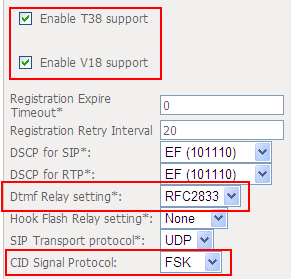 Enable T38 support
Enable V18 support
Registration Expire
Timeout* 0
Registration Retry Interval 20
DSCP for SIP*: EF (101110)
DSCP for RTP*: EF (101110)
Dtmf Relay setting*: RFC2833
Hook Flash Relay setting*: None
SIP Transport protocol*: UDP
CID Signal Protocol: FSK